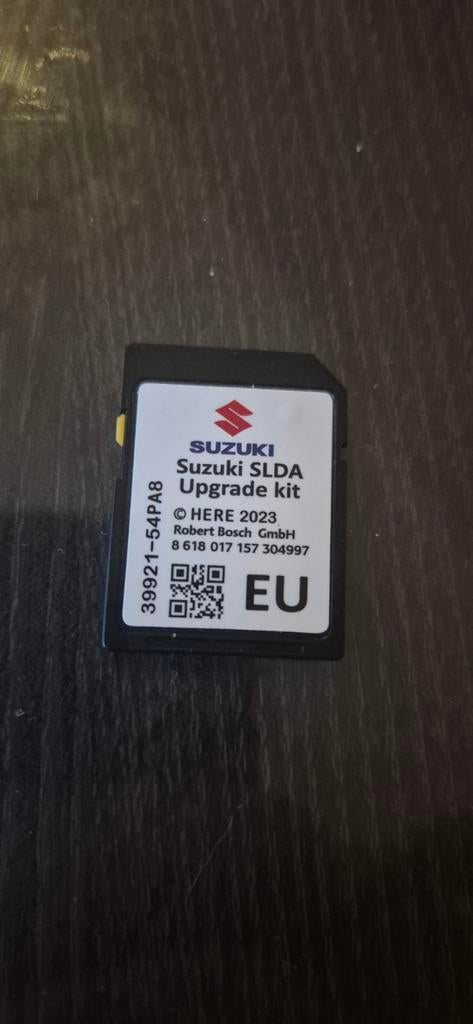 SUZUKI
Suzuki SLDA
Upgrade kit
© HERE 2023
Robert Bosch GmbH
8 618 017 157 304997
EU
39921-54PA8